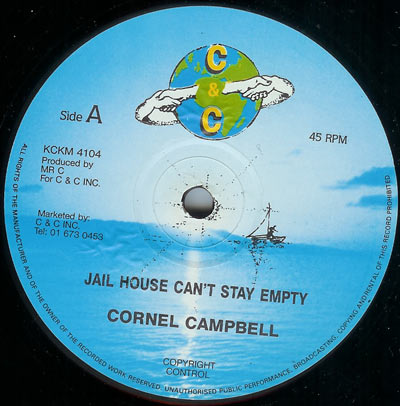 C
&
C
Side A
45 RPM
KCKM 4104
Produced by
MR C
For C & C INC.
Marketed by:
C & C INC.
Tel: 01 673 0453
JAIL HOUSE CAN'T STAY EMPTY
CORNEL CAMPBELL
COPYRIGHT
CONTROL
ALL RIGHTS OF THE MANUFACTURER AND OF THE OWNER OF THE RECORDED WORK RESERVED. UNAUTHORISED PUBLIC PERFORMANCE, BROADCASTING, COPYING AND RENTAL OF THIS RECORD PROHIBITED